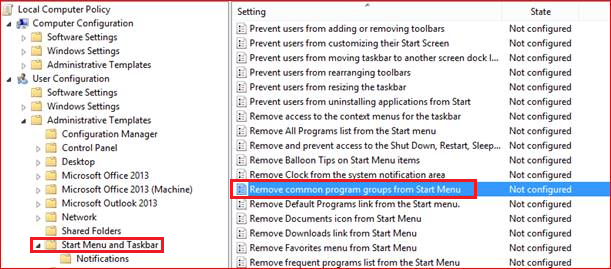 Local Computer Policy
Computer Configuration
Software Settings
Windows Settings
Administrative Templates
User Configuration
Software Settings
Windows Settings
Administrative Templates
Configuration Manager
Control Panel
Desktop
Microsoft Office 2013
Microsoft Office 2013 (Machine)
Microsoft Outlook 2013
Network
Shared Folders
Start Menu and Taskbar
Notifications
Setting State
Prevent users from adding or removing toolbars Not configured
Prevent users from customizing their Start Screen Not configured
Prevent users from moving taskbar to another screen dock l... Not configured
Prevent users from rearranging toolbars Not configured
Prevent users from resizing the taskbar Not configured
Prevent users from uninstalling applications from Start Not configured
Remove access to the context menus for the taskbar Not configured
Remove All Programs list from the Start menu Not configured
Remove and prevent access to the Shut Down, Restart, Sleep... Not configured
Remove Balloon Tips on Start Menu items Not configured
Remove Clock from the system notification area Not configured
Remove common program groups from Start Menu Not configured
Remove Default Programs link from the Start menu. Not configured
Remove Documents icon from Start Menu Not configured
Remove Downloads link from Start Menu Not configured
Remove Favorites menu from Start Menu Not configured
Remove frequent programs list from the Start Menu Not configured